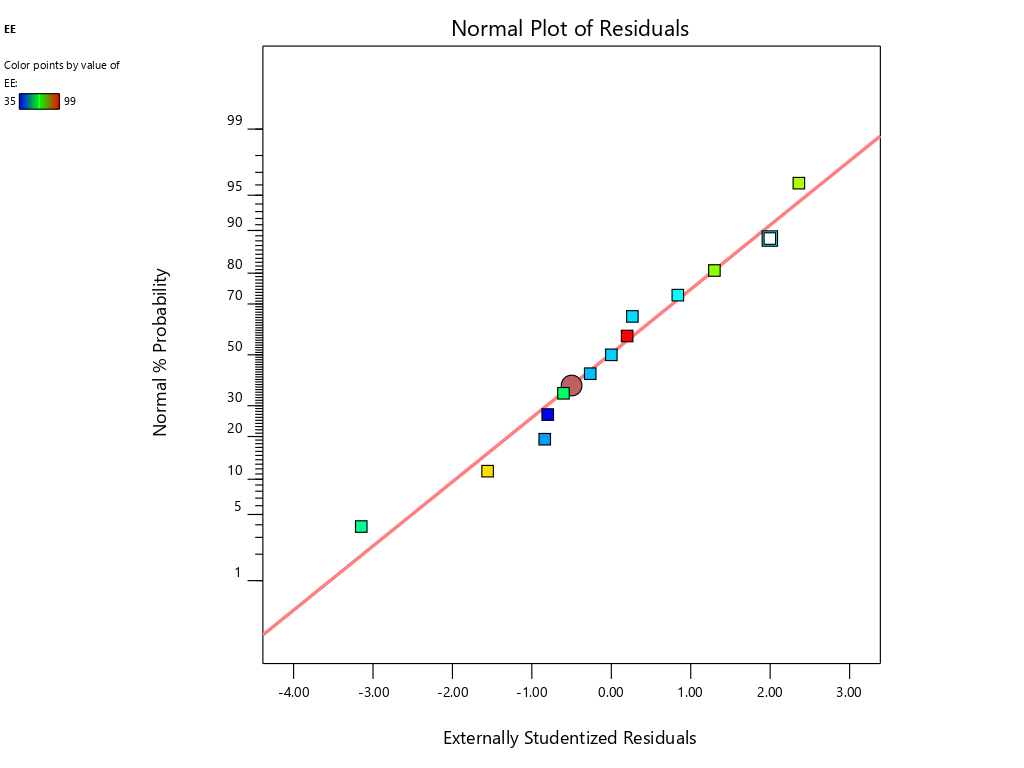 Normal Plot of Residuals
EE
Color points by value of
EE:
35 99
99
95
90
80
70
50
30
20
10
5
1
Normal % Probability
-4.00 -3.00 -2.00 -1.00 0.00 1.00 2.00 3.00
Externally Studentized Residuals